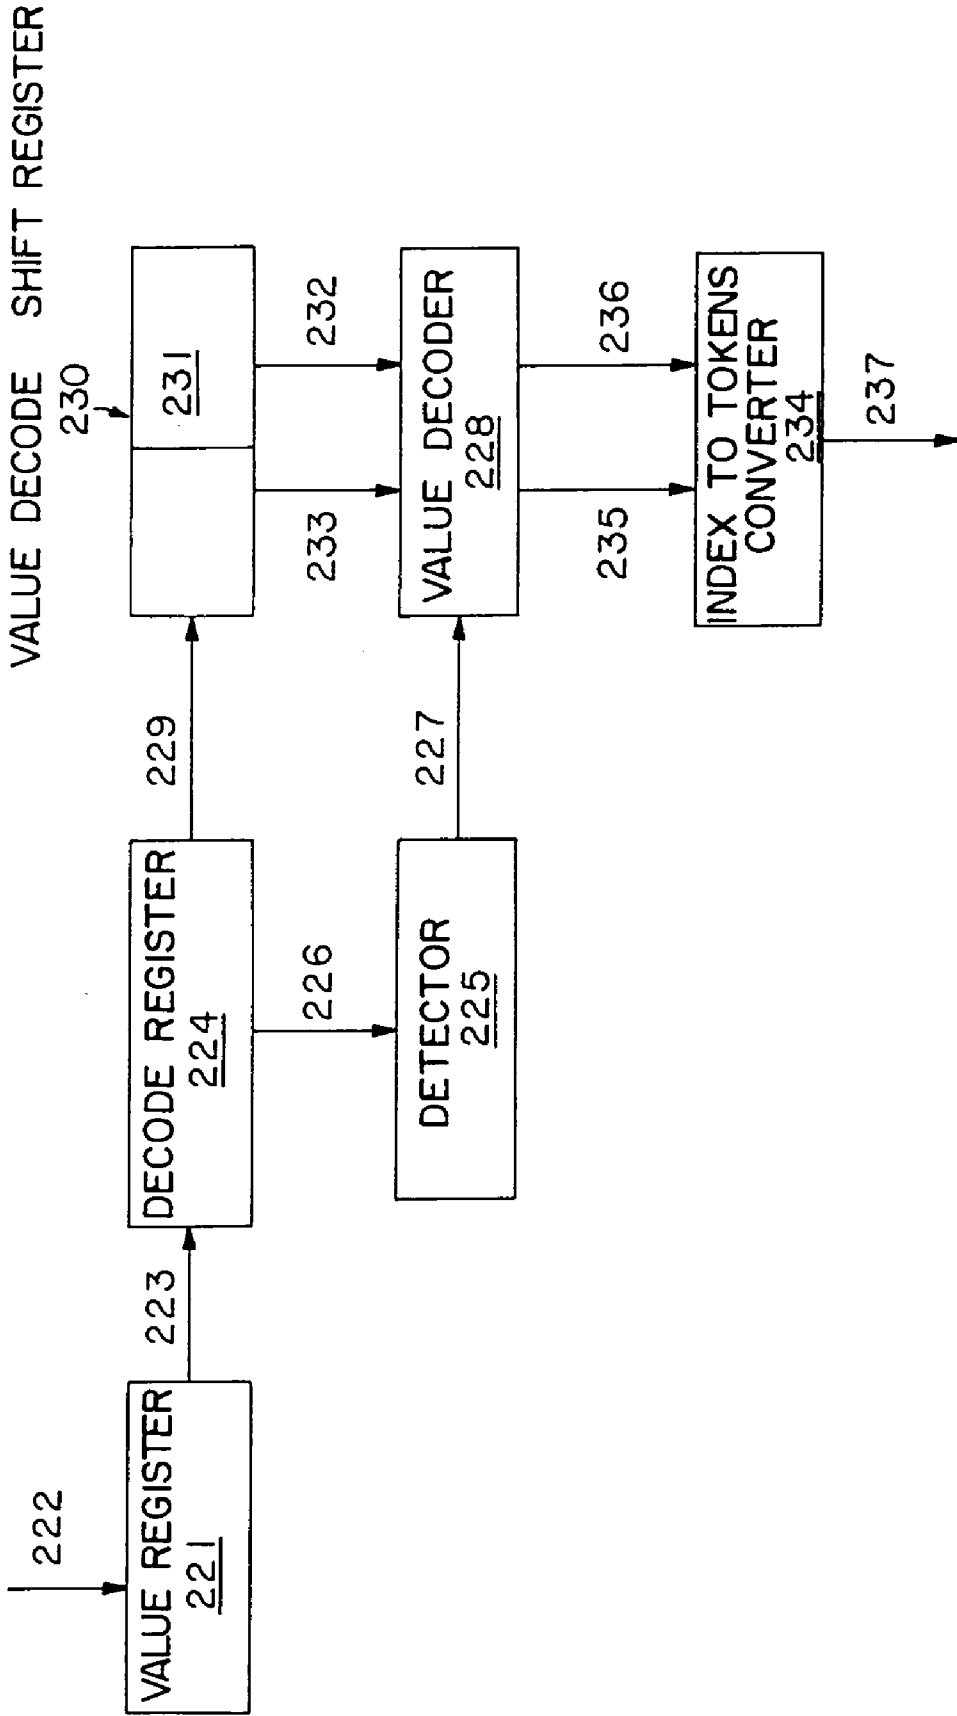 VALUE DECODE SHIFT REGISTER
222
230
VALUE REGISTER
221
223
DECODE REGISTER
224
229
231
226
233
232
DETECTOR
225
227
VALUE DECODER
228
235
236
INDEX TO TOKENS
CONVERTER
234
237